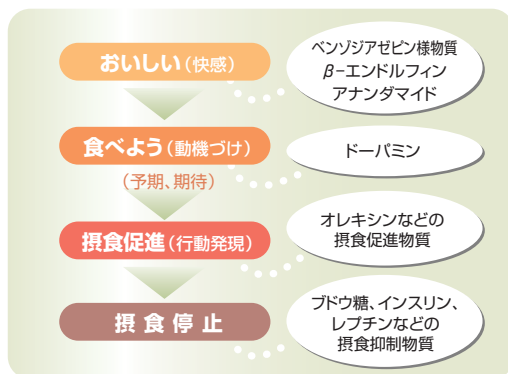 おいしい(快感)
ベンゾジアゼピン様物質
β-エンドルフィン
アナンダマイド
食べよう(動機づけ)
(予期、期待)
ドーパミン
摂食促進(行動発現)
オレキシンなどの
摂食促進物質
摂食停止
ブドウ糖、インスリン、
レプチンなどの
摂食抑制物質